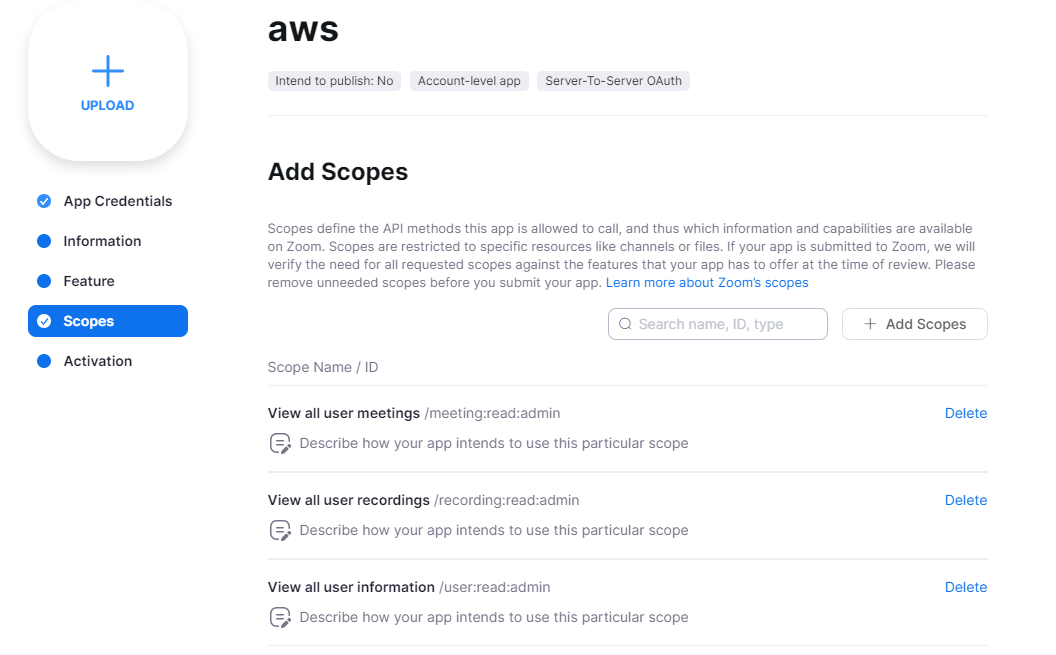 aws
UPLOAD
Intend to publish: No
Account-level app
Server-To-Server OAuth
Add Scopes
App Credentials
Information
Feature
Scopes
Activation
Scopes define the API methods this app is allowed to call, and thus which information and capabilities are available
on Zoom. Scopes are restricted to specific resources like channels or files. If your app is submitted to Zoom, we will
verify the need for all requested scopes against the features that your app has to offer at the time of review. Please
remove unneeded scopes before you submit your app. Learn more about Zoom's scopes
Search name, ID, type
+ Add Scopes
Scope Name / ID
View all user meetings /meeting:read:admin
Delete
Describe how your app intends to use this particular scope
View all user recordings /recording:read:admin
Delete
Describe how your app intends to use this particular scope
View all user information /user:read:admin
Delete
Describe how your app intends to use this particular scope